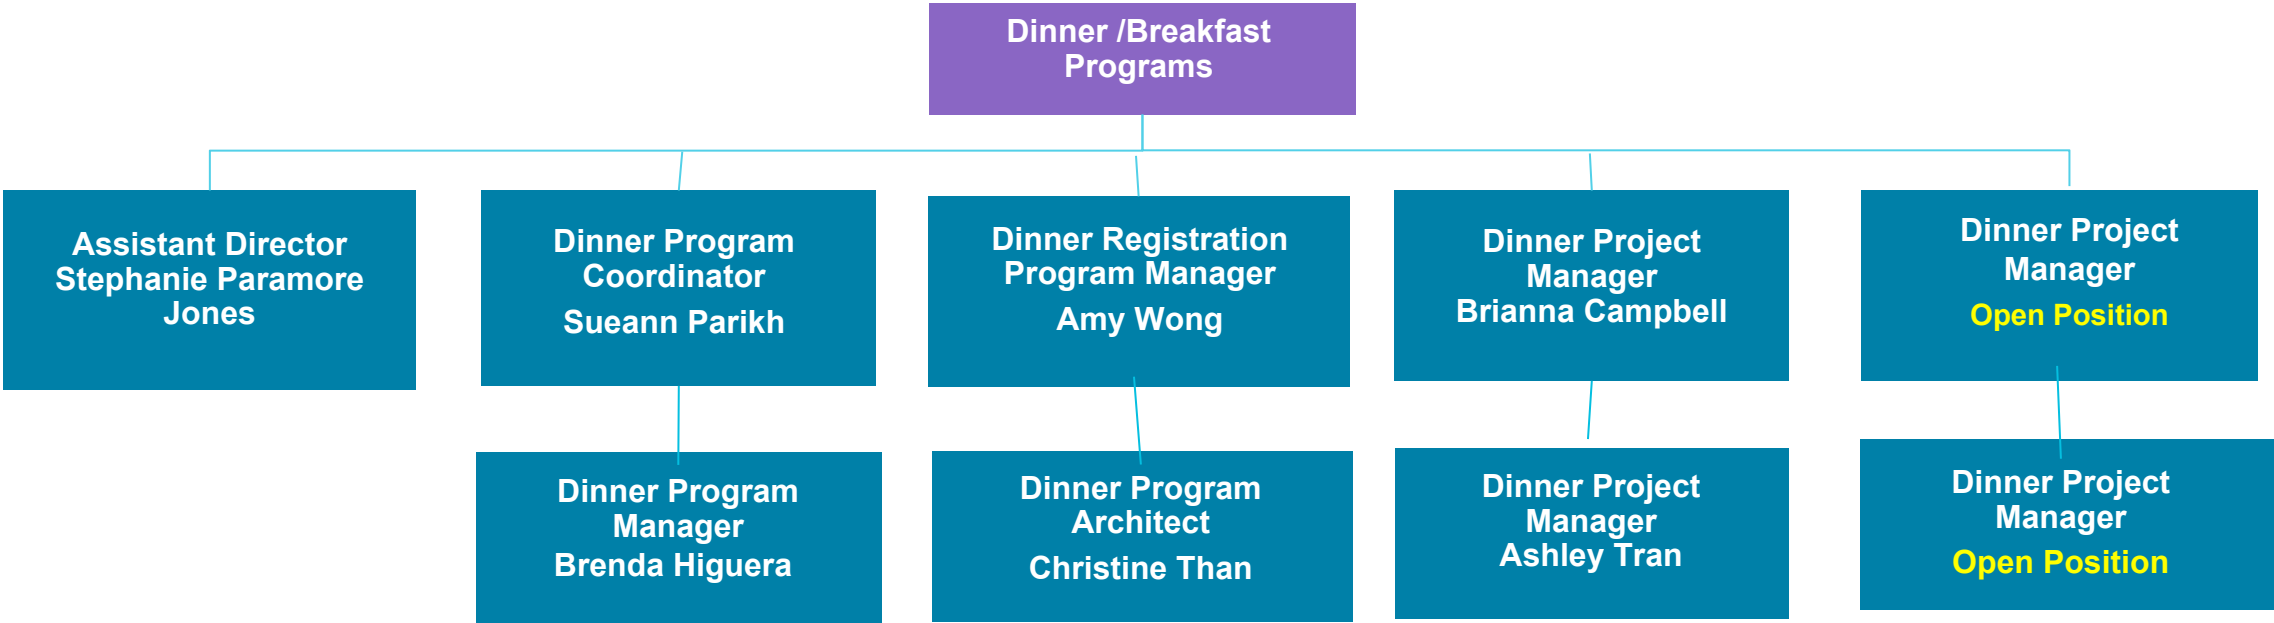 Dinner /Breakfast
Programs
Assistant Director
Stephanie Paramore
Jones
Dinner Program
Coordinator
Sueann Parikh
Dinner Registration
Program Manager
Amy Wong
Dinner Project
Manager
Brianna Campbell
Dinner Project
Manager
Open Position
Dinner Program
Manager
Brenda Higuera
Dinner Program
Architect
Christine Than
Dinner Project
Manager
Ashley Tran
Dinner Project
Manager
Open Position